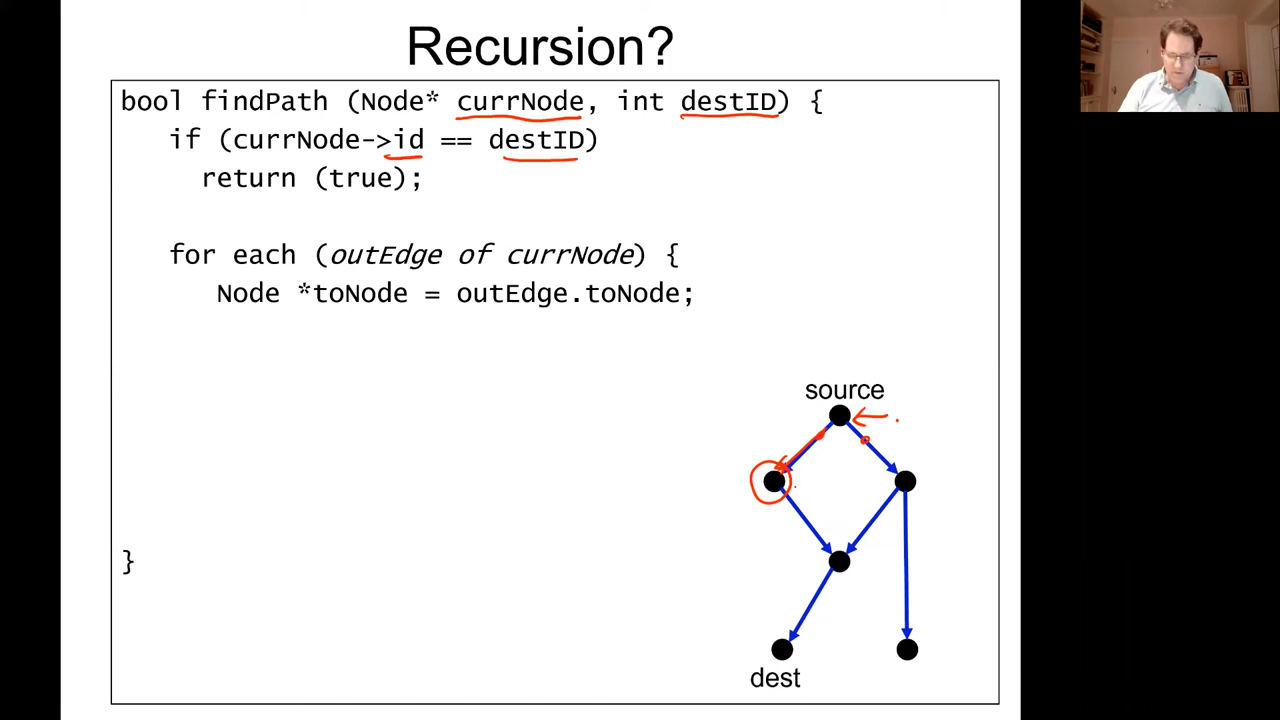 Recursion?
bool findPath (Node* currNode, int destID) {
if (currNode->id == destID)
return (true);
for each (outEdge of currNode) {
Node *toNode = outEdge.toNode;
source
}
dest